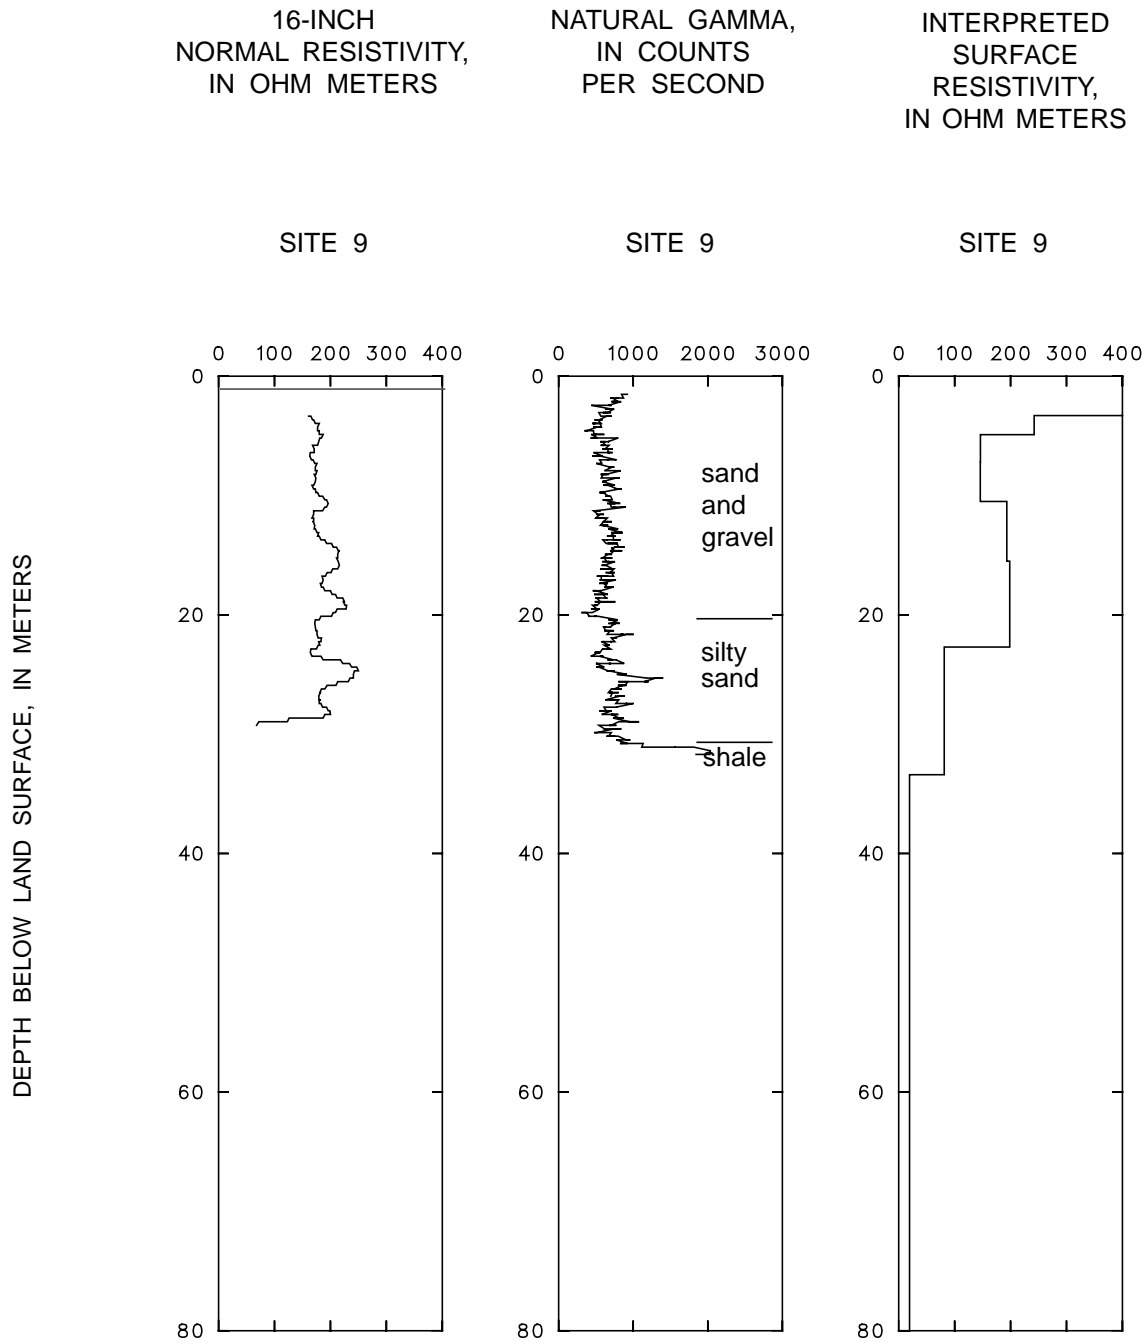 16-INCH
NORMAL RESISTIVITY,
IN OHM METERS
NATURAL GAMMA,
IN COUNTS
PER SECOND
INTERPRETED
SURFACE
RESISTIVITY,
IN OHM METERS
SITE 9
SITE 9
SITE 9
0 100 200 300 400
0 1000 2000 3000
0 100 200 300 400
DEPTH BELOW LAND SURFACE, IN METERS
0
20
40
60
80
0
20
40
60
80
sand
and
gravel
silty
sand
shale
0
20
40
60
80